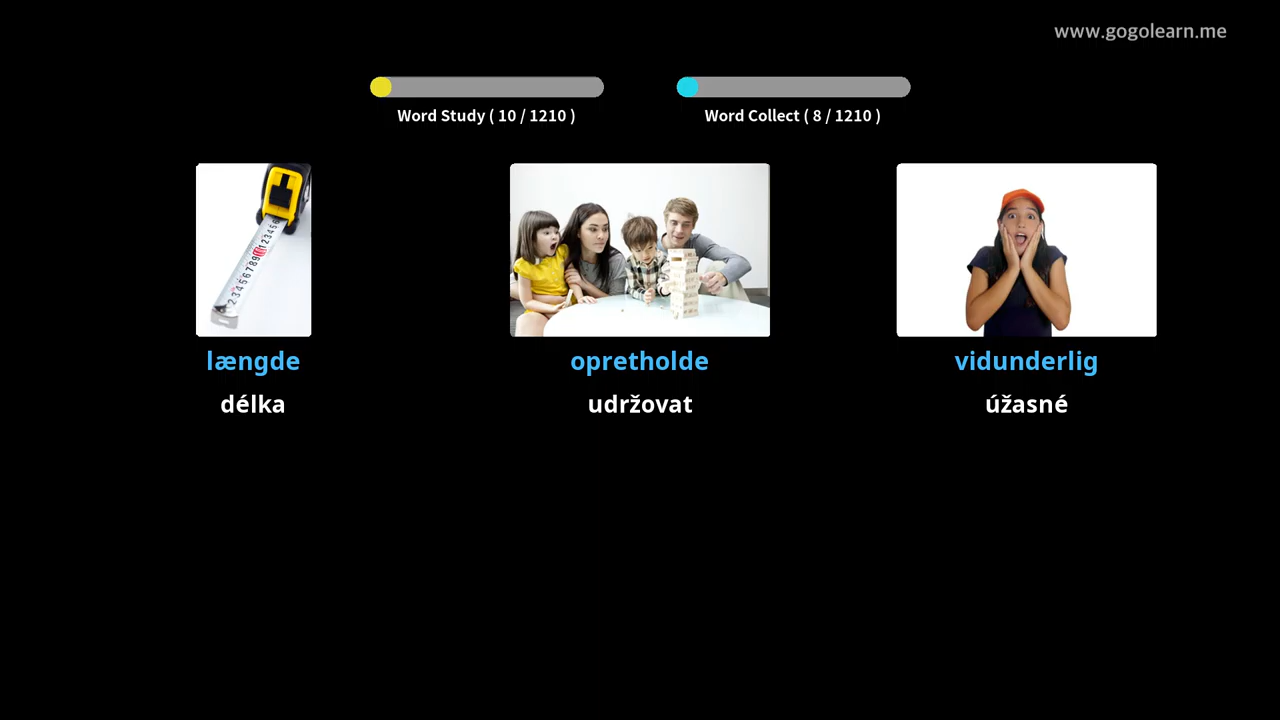 www.gogolearn.me
Word Study ( 10 / 1210 )
Word Collect ( 8 / 1210 )
længde
opretholde
vidunderlig
délka
udržovat
úžasné